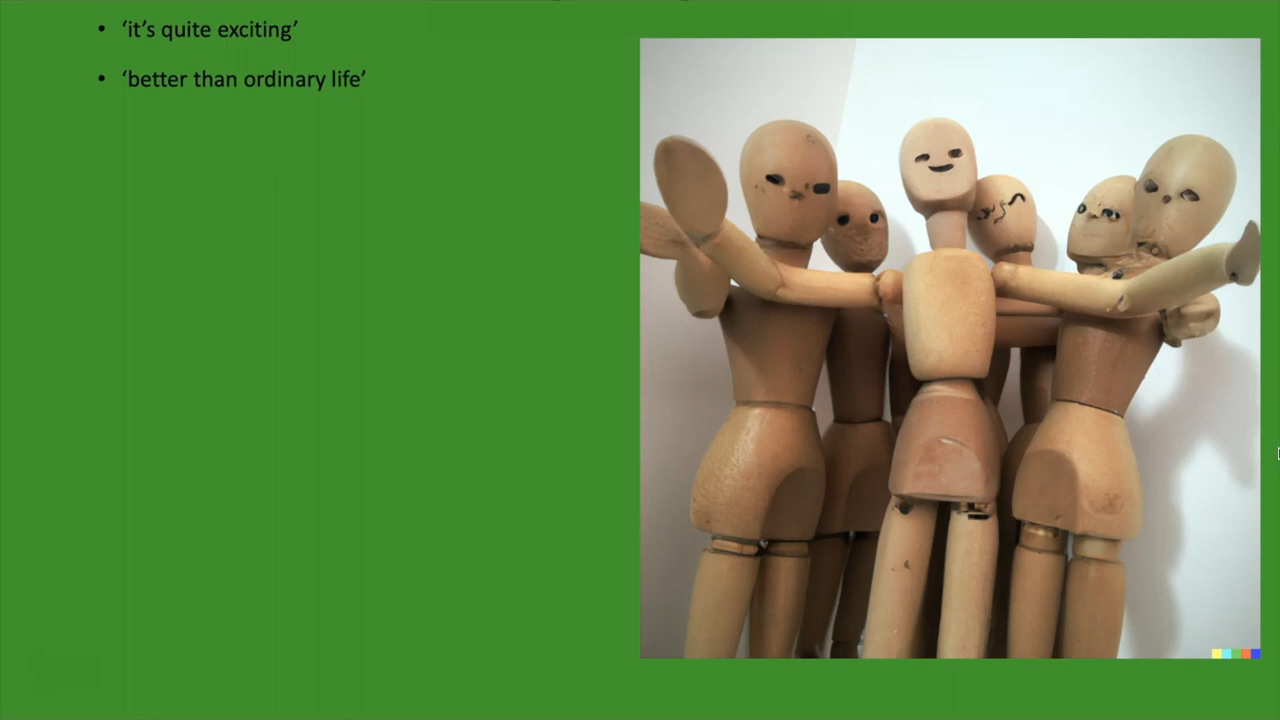 • ‘it’s quite exciting’
• ‘better than ordinary life’